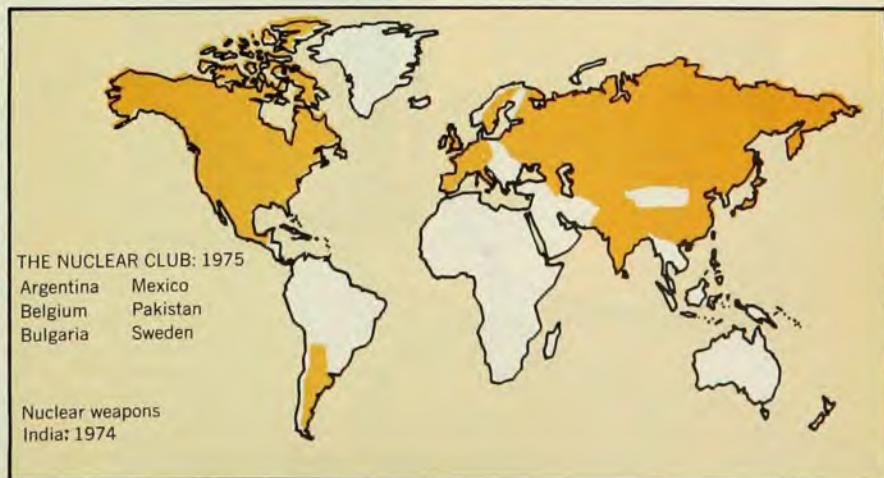 THE NUCLEAR CLUB: 1975
Argentina Mexico
Belgium Pakistan
Bulgaria Sweden
Nuclear weapons
India: 1974